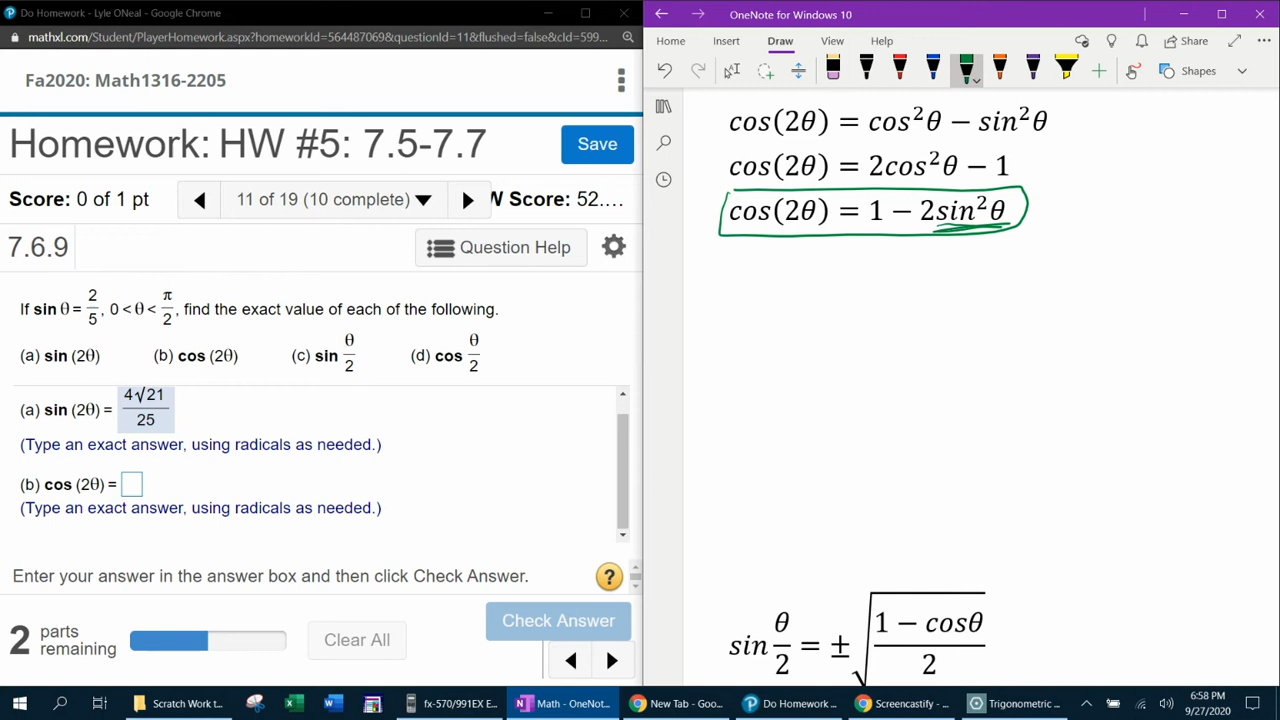 Do Homework - Lyle ONeal - Google Chrome
mathxl.com/Student/PlayerHomework.aspx?homeworkId=5644870069&questionId=11&flushed=false&cId=599...
Fa2020: Math1316-2205
Homework: HW #5: 7.5-7.7
Save
Score: 0 of 1 pt
11 of 19 (10 complete)
W Score: 52....
7.6.9
Question Help
If sin θ = 2/5, 0 < θ < π/2, find the exact value of each of the following.
(a) sin (2θ) (b) cos (2θ) (c) sin θ/2 (d) cos θ/2
(a) sin (2θ) = 4√21/25
(Type an exact answer, using radicals as needed.)
(b) cos (2θ) =
(Type an exact answer, using radicals as needed.)
Enter your answer in the answer box and then click Check Answer.
?
2 parts remaining
Clear All
Check Answer
OneNote for Windows 10
Home Insert Draw View Help
Share
Shapes
cos(2θ) = cos²θ − sin²θ
cos(2θ) = 2cos²θ − 1
cos(2θ) = 1 − 2sin²θ
sin θ/2 = ± √(1 − cosθ)/2
Scratch Work t...
fx-570/991EX E...
Math - OneNot...
New Tab - Goo...
Do Homework ...
Screencastify - ...
Trigonometric ...
6:58 PM
9/27/2020